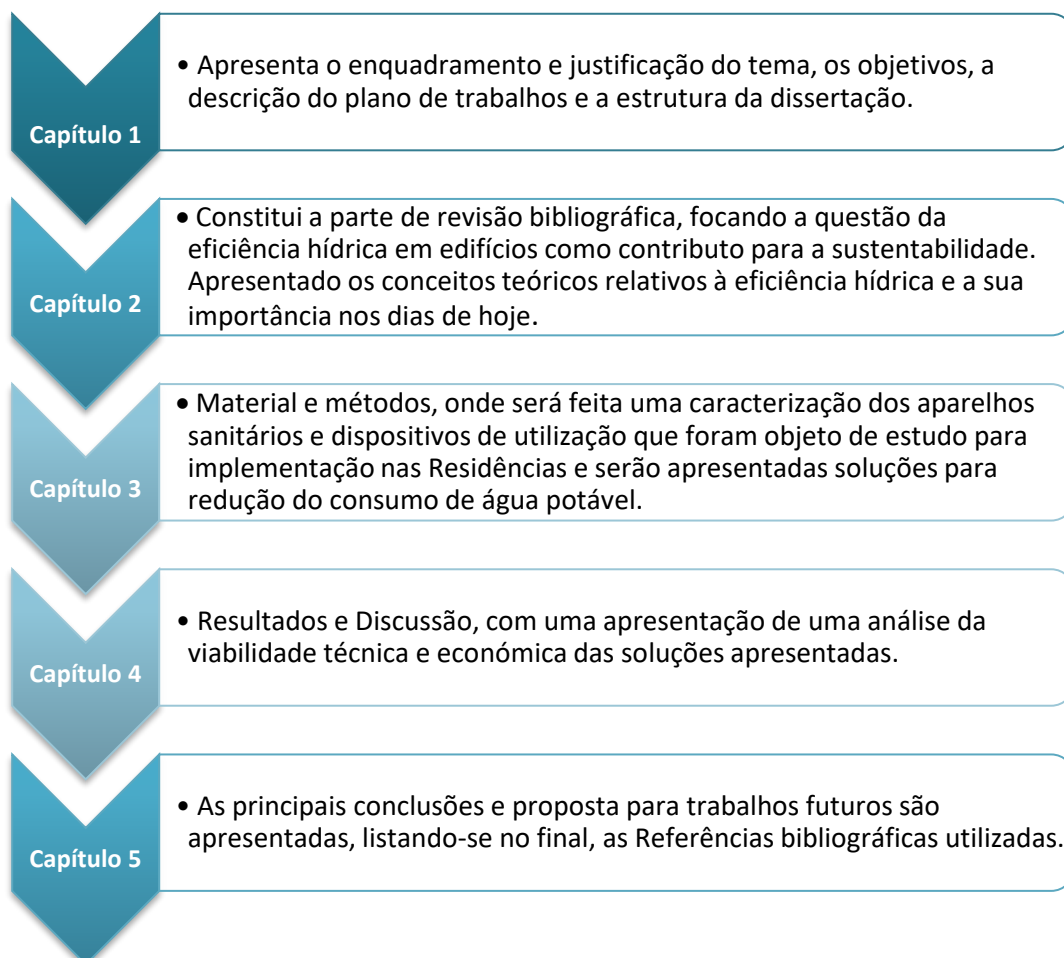 • Apresenta o enquadramento e justificação do tema, os objetivos, a
descrição do plano de trabalhos e a estrutura da dissertação.
Capítulo 1
• Constitui a parte de revisão bibliográfica, focando a questão da
eficiência hídrica em edifícios como contributo para a sustentabilidade.
Apresentado os conceitos teóricos relativos à eficiência hídrica e a sua
importância nos dias de hoje.
Capítulo 2
• Material e métodos, onde será feita uma caracterização dos aparelhos
sanitários e dispositivos de utilização que foram objeto de estudo para
implementação nas Residências e serão apresentadas soluções para
redução do consumo de água potável.
Capítulo 3
• Resultados e Discussão, com uma apresentação de uma análise da
viabilidade técnica e económica das soluções apresentadas.
Capítulo 4
• As principais conclusões e proposta para trabalhos futuros são
apresentadas, listando-se no final, as Referências bibliográficas utilizadas.
Capítulo 5